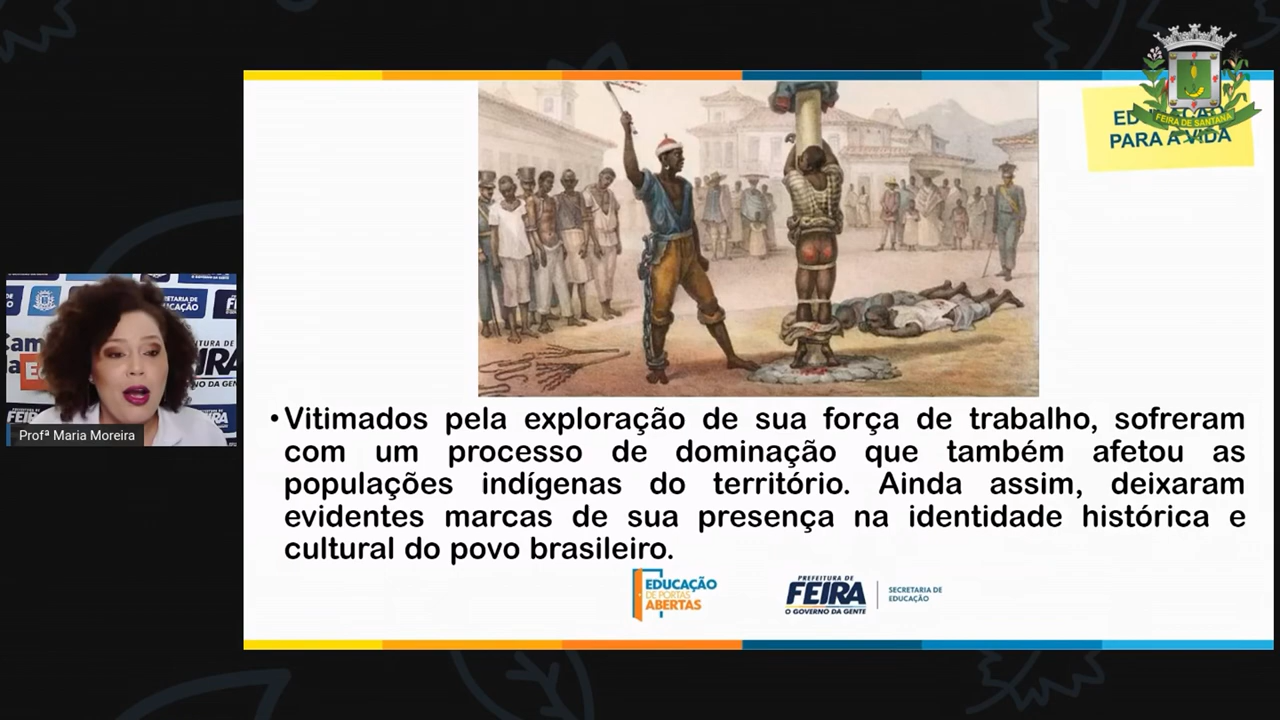 FEIRA DE SANTANA
PARA A VIDA
Vitimados pela exploração de sua força de trabalho, sofreram
com um processo de dominação que também afetou as
populações indígenas do território. Ainda assim, deixaram
evidentes marcas de sua presença na identidade histórica e
cultural do povo brasileiro.
EDUCAÇÃO
DE PORTAS
ABERTAS
PREFEITURA DE
FEIRA
O GOVERNO DA GENTE
SECRETARIA DE
EDUCAÇÃO
Profª Maria Moreira